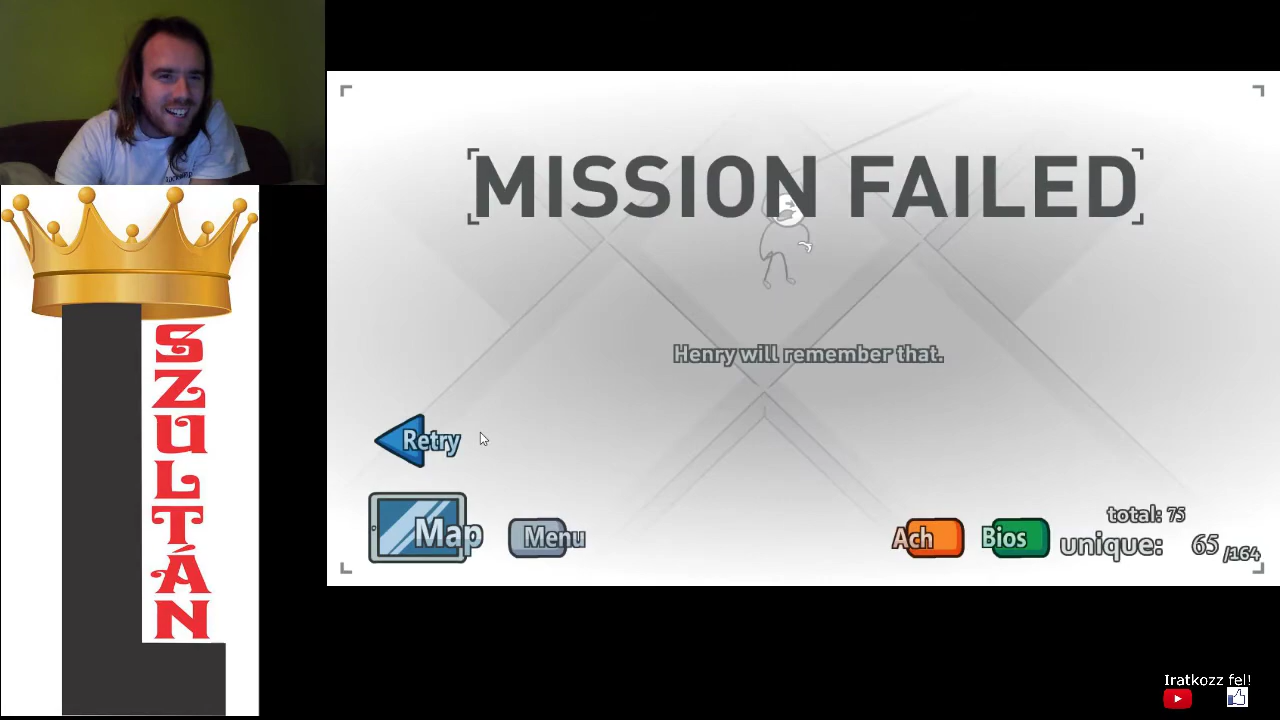 MISSION FAILED
Henry will remember that.
Retry
Map
Menu
Ach
Bios
total: 75
unique: 65 /164
L
SZULTÁN
Iratkozz fel!